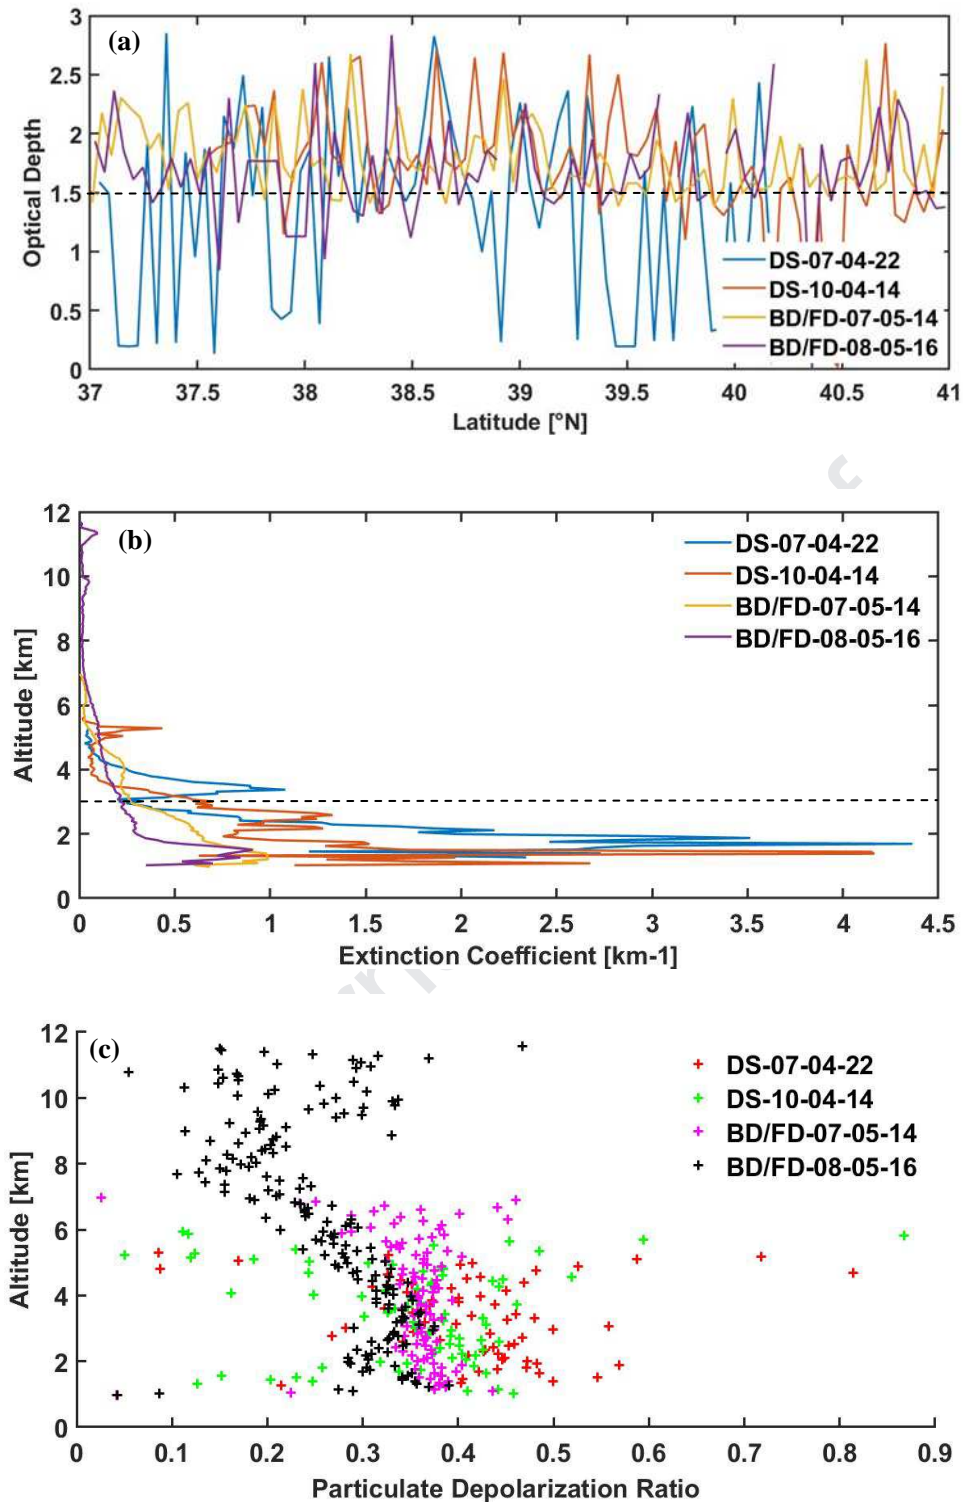 3
(a)
2.5
2
1.5
1
0.5
0
Optical Depth
DS-07-04-22
DS-10-04-14
BD/FD-07-05-14
BD/FD-08-05-16
37 37.5 38 38.5 39 39.5 40 40.5 41
Latitude [°N]
12
(b)
10
8
6
4
2
0
Altitude [km]
DS-07-04-22
DS-10-04-14
BD/FD-07-05-14
BD/FD-08-05-16
0 0.5 1 1.5 2 2.5 3 3.5 4 4.5
Extinction Coefficient [km-1]
12
(c)
10
8
6
4
2
0
Altitude [km]
DS-07-04-22
DS-10-04-14
BD/FD-07-05-14
BD/FD-08-05-16
0 0.1 0.2 0.3 0.4 0.5 0.6 0.7 0.8 0.9
Particulate Depolarization Ratio